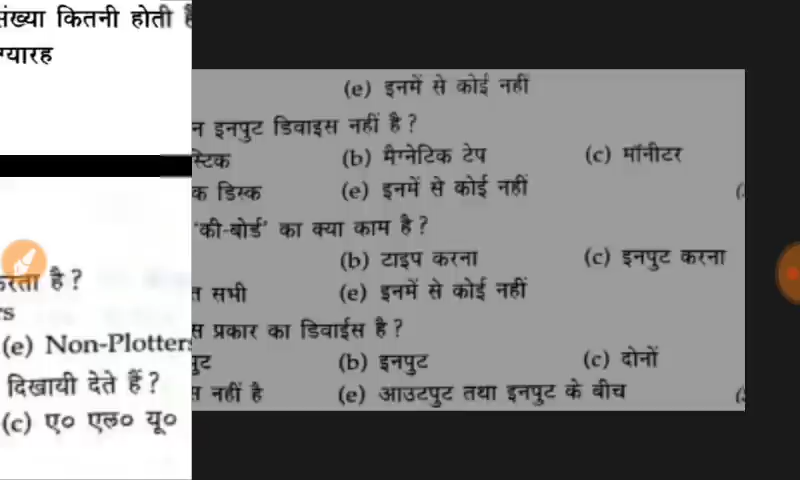 संख्या कितनी होती है
ग्यारह
(e) इनमें से कोई नहीं
न इनपुट डिवाइस नहीं है ?
स्टिक (b) मैग्नेटिक टेप (c) मॉनीटर
क डिस्क (e) इनमें से कोई नहीं
'की-बोर्ड' का क्या काम है ?
(b) टाइप करना (c) इनपुट करना
सभी (e) इनमें से कोई नहीं
स प्रकार का डिवाईस है ?
पुट (b) इनपुट (c) दोनों
नहीं है (e) आउटपुट तथा इनपुट के बीच
करता है ?
rs
(e) Non-Plotters
दिखायी देते हैं ?
(c) ए० एल० यू०